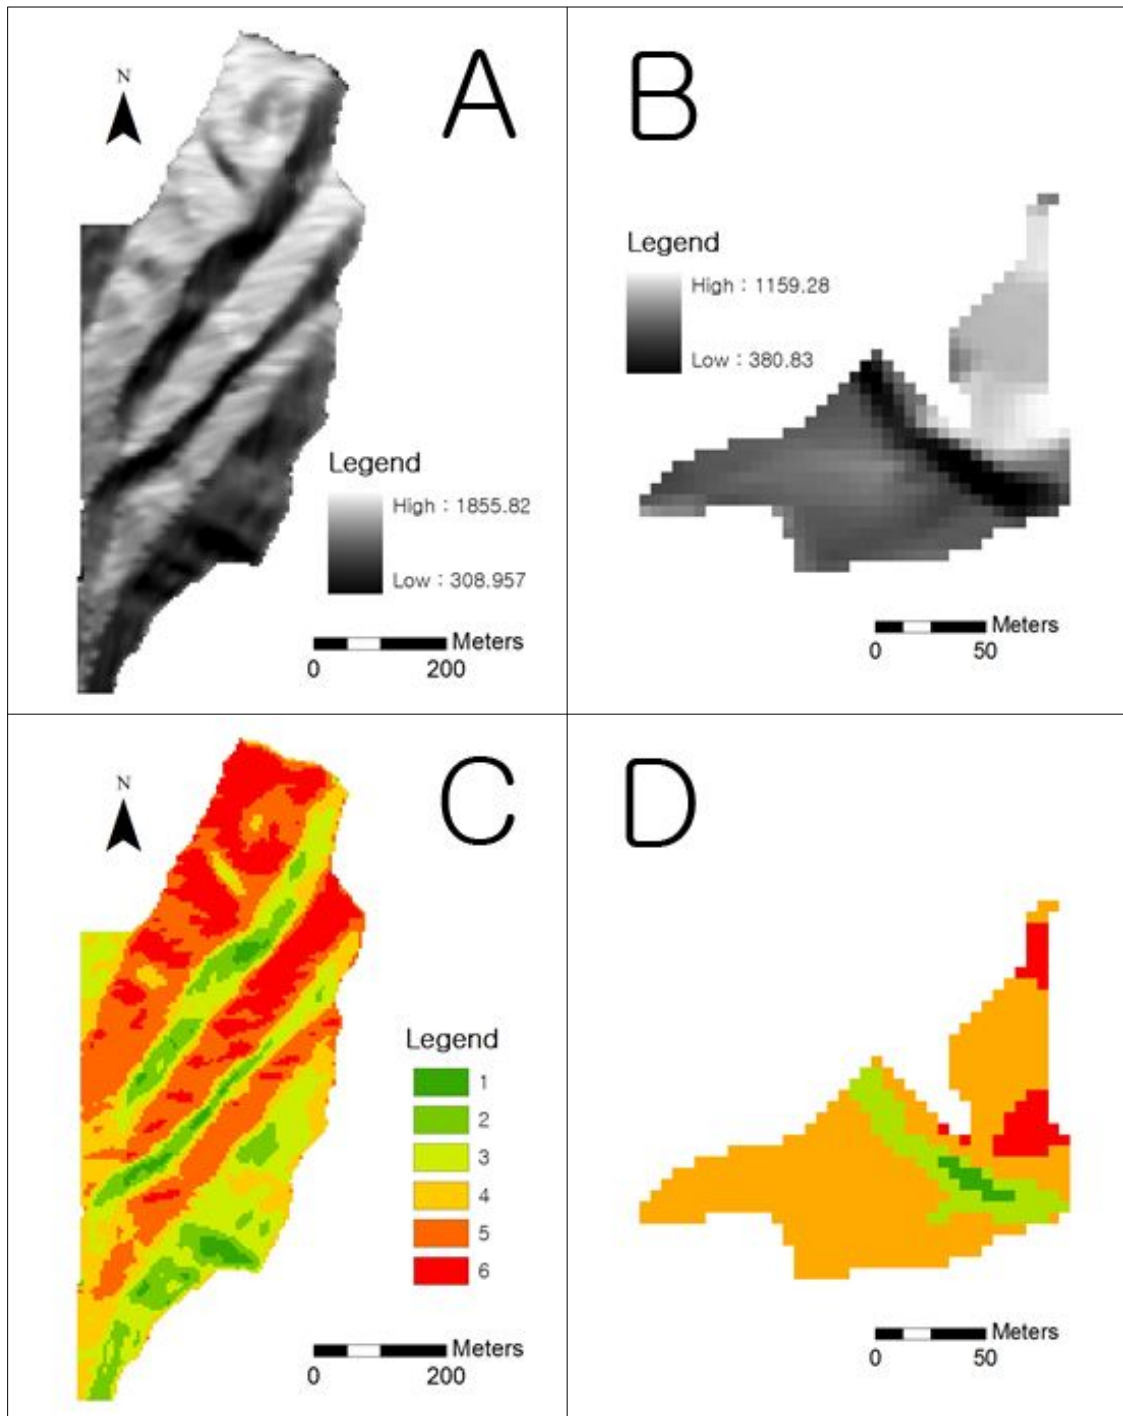 A
N
Legend
High : 1855.82
Low : 308.957
Meters
0 200
B
Legend
High : 1159.28
Low : 380.83
Meters
0 50
C
N
Legend
1
2
3
4
5
6
Meters
0 200
D
Meters
0 50